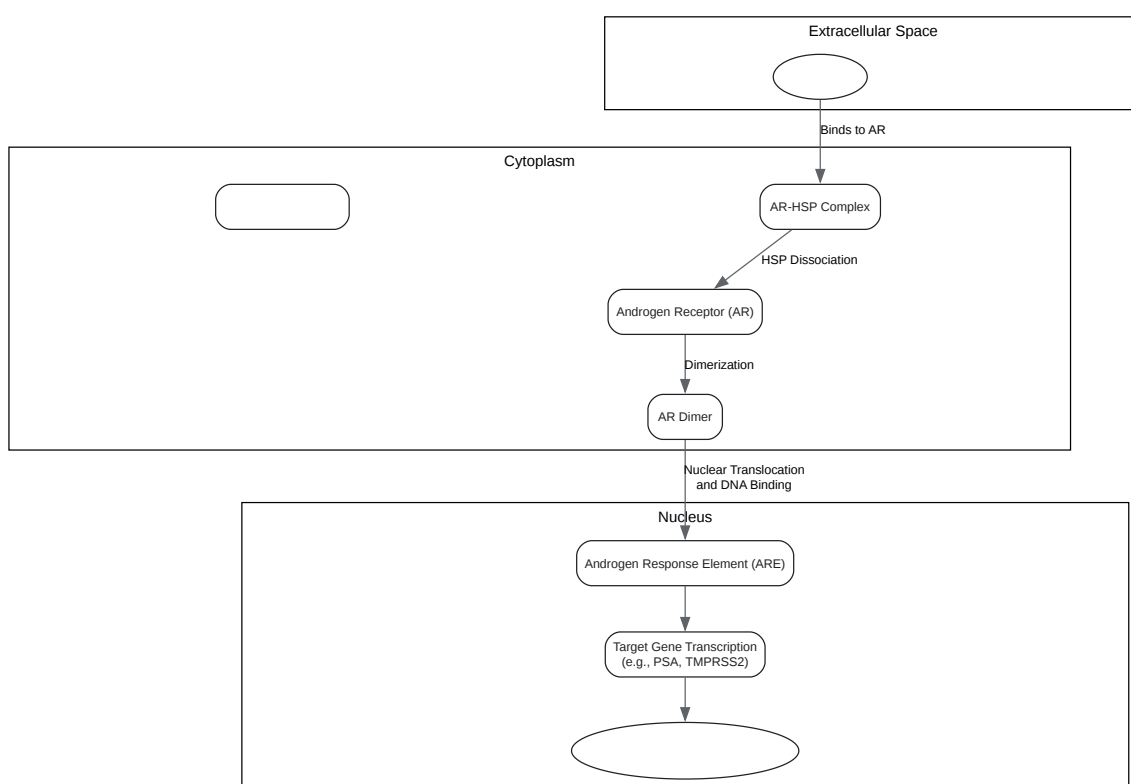 Extracellular Space
Binds to AR
Cytoplasm
AR-HSP Complex
HSP Dissociation
Androgen Receptor (AR)
Dimerization
AR Dimer
Nuclear Translocation
and DNA Binding
Nucleus
Androgen Response Element (ARE)
Target Gene Transcription
(e.g., PSA, TMPRSS2)